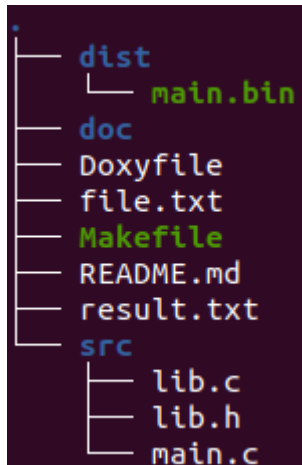 .
├── dist
│   └── main.bin
├── doc
├── Doxyfile
├── file.txt
├── Makefile
├── README.md
├── result.txt
└── src
    ├── lib.c
    ├── lib.h
    └── main.c